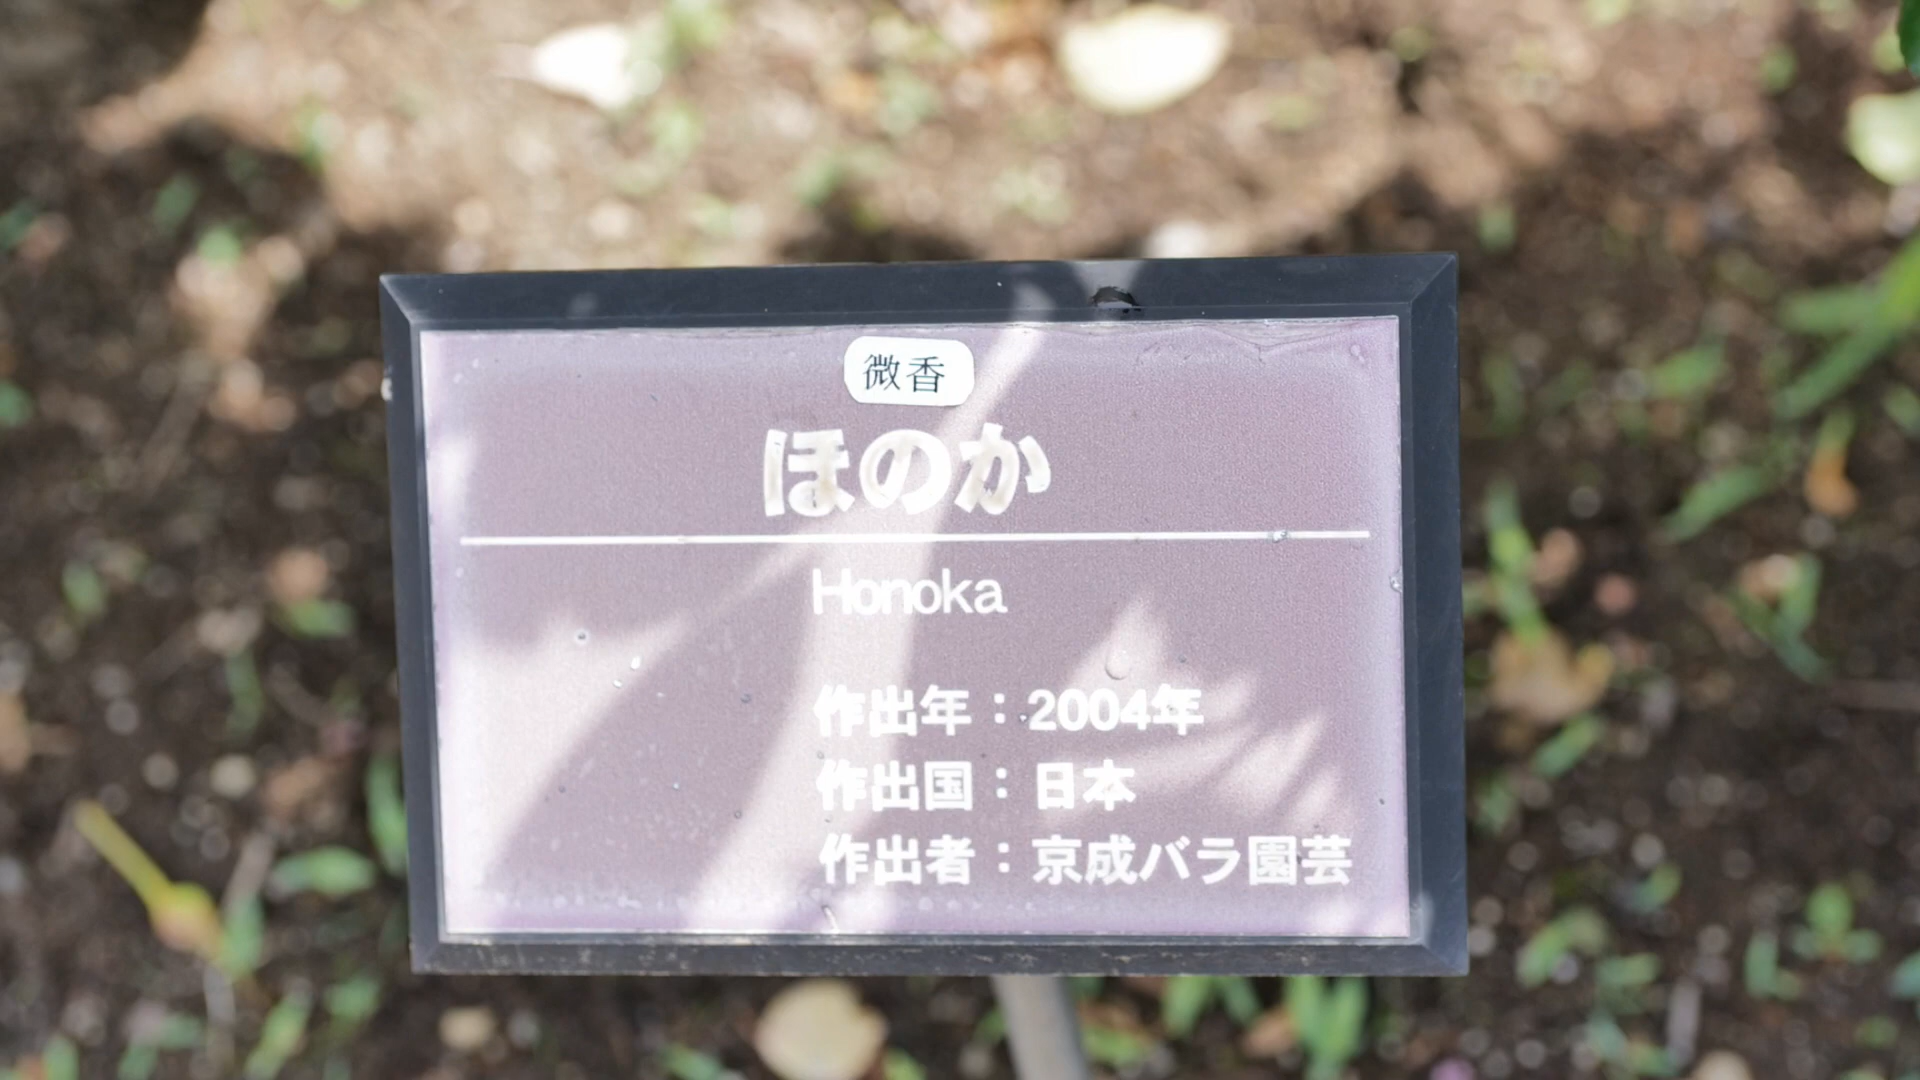 微香
ほのか
Honoka
作出年：2004年
作出国：日本
作出者：京成バラ園芸